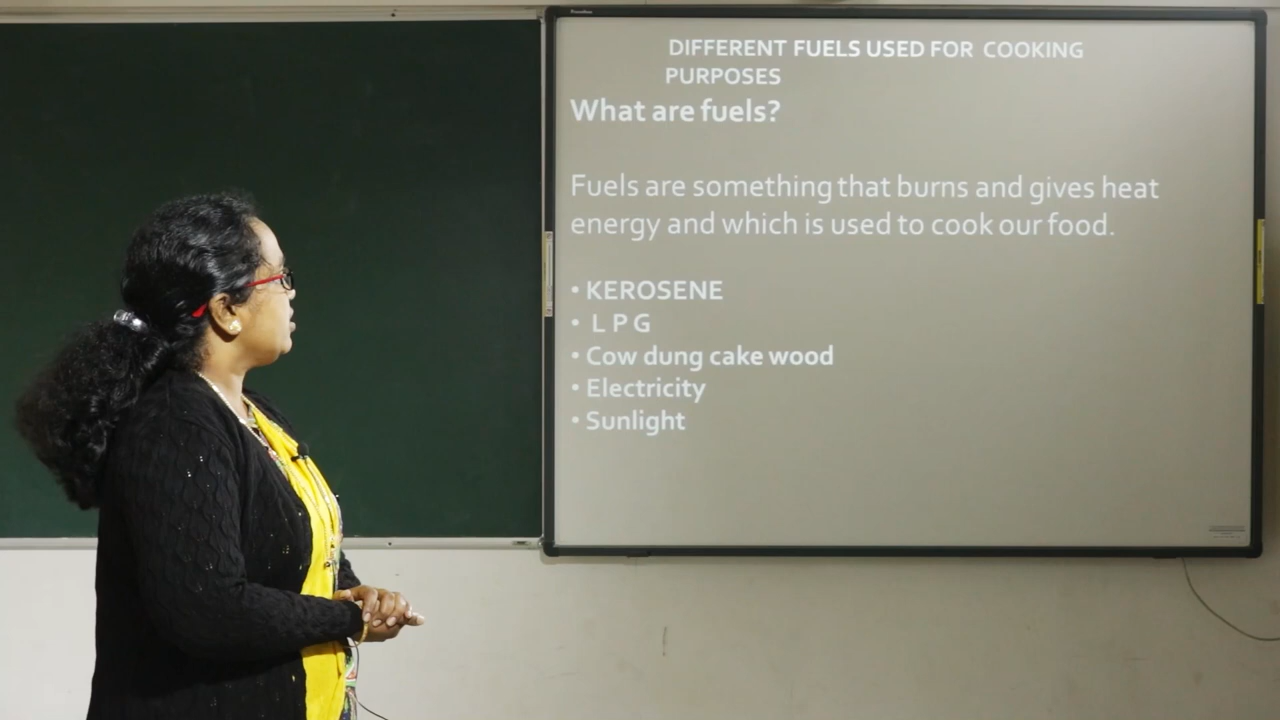 DIFFERENT FUELS USED FOR COOKING
PURPOSES
What are fuels?
Fuels are something that burns and gives heat
energy and which is used to cook our food.
• KEROSENE
• L P G
• Cow dung cake wood
• Electricity
• Sunlight